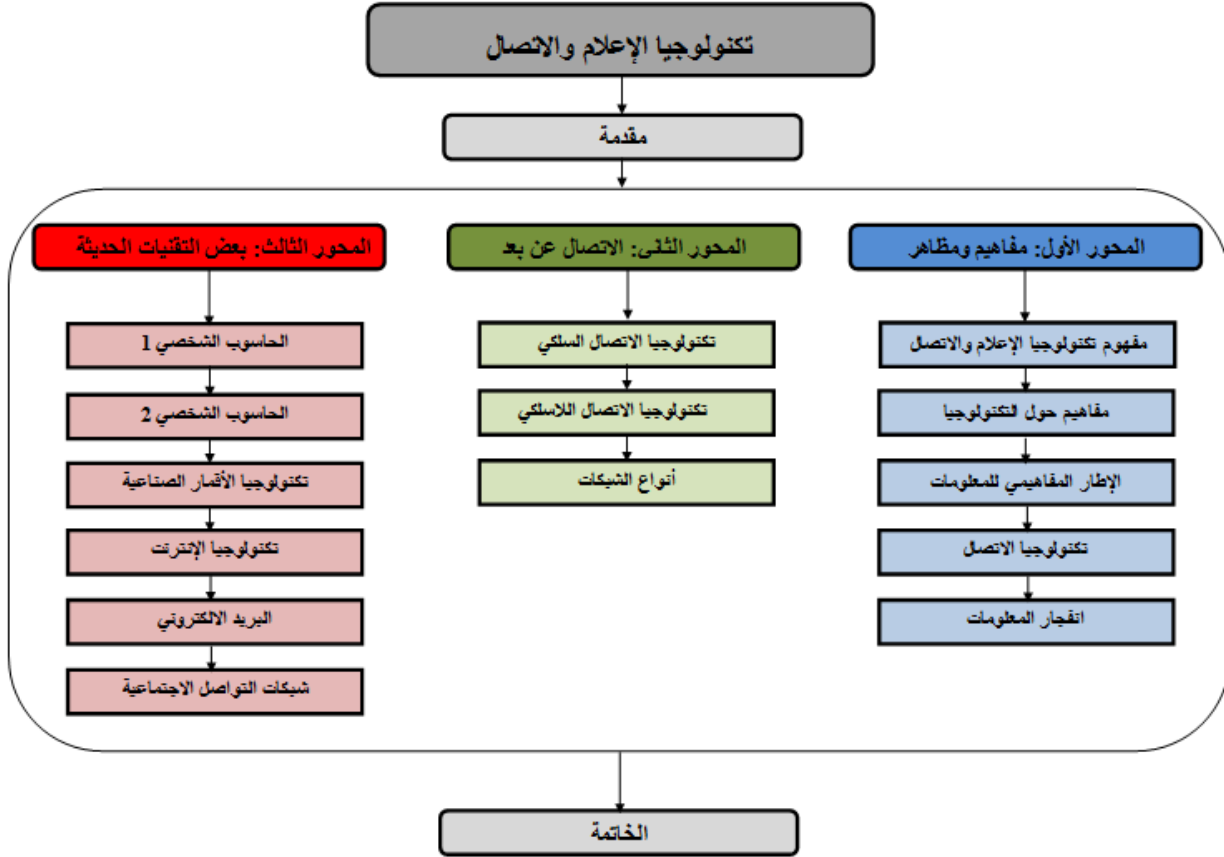 تكنولوجيا الإعلام والاتصال
مقدمة
المحور الأول: مفاهيم ومظاهر
مفهوم تكنولوجيا الإعلام والاتصال
مفاهيم حول التكنولوجيا
الإطار المفاهيمي للمعلومات
تكنولوجيا الاتصال
انفجار المعلومات
المحور الثاني: الاتصال عن بعد
تكنولوجيا الاتصال السلكي
تكنولوجيا الاتصال اللاسلكي
أنواع الشبكات
المحور الثالث: بعض التقنيات الحديثة
الحاسوب الشخصي 1
الحاسوب الشخصي 2
تكنولوجيا الأقمار الصناعية
تكنولوجيا الإنترنت
البريد الالكتروني
شبكات التواصل الاجتماعية
الخاتمة